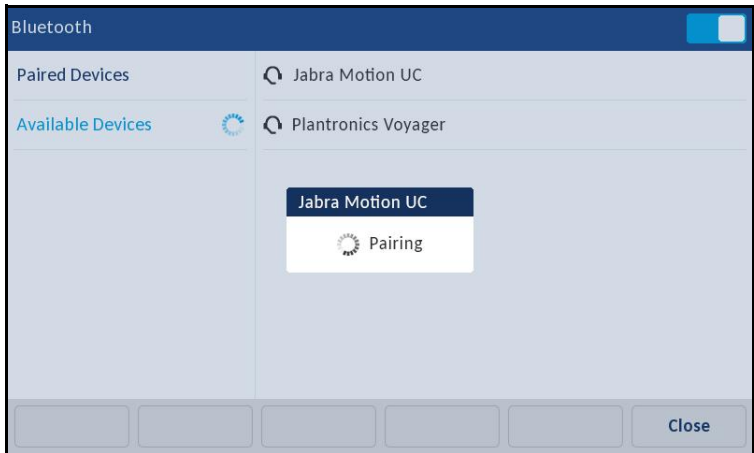 Bluetooth
Paired Devices
Available Devices
Jabra Motion UC
Plantronics Voyager
Jabra Motion UC
Pairing
Close